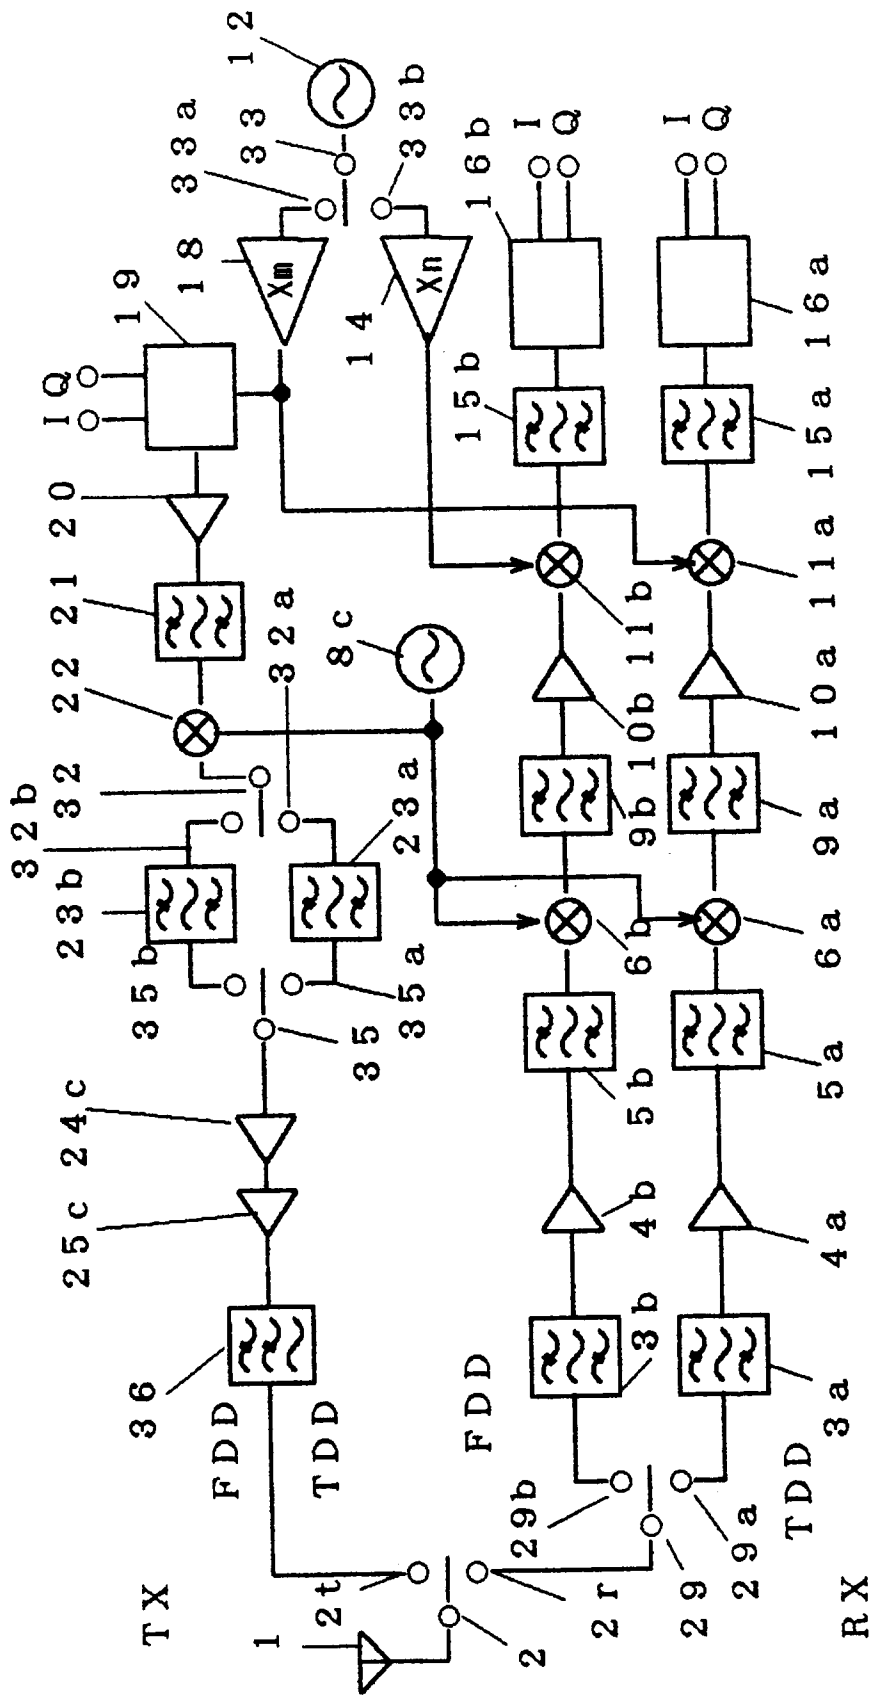 TX
1
2t
2
2r
29
29b
29a
RX
FDD
TDD
36
25c
24c
35b
35
35a
23b
32b
32
23a
32a
22
21
20
19
I Q
8c
18
Xm
14
Xn
33a
33
33b
12
FDD
3b
4b
5b
6b
9b
10b
11b
15b
16b
I
Q
TDD
3a
4a
5a
6a
9a
10a
11a
15a
16a
I
Q